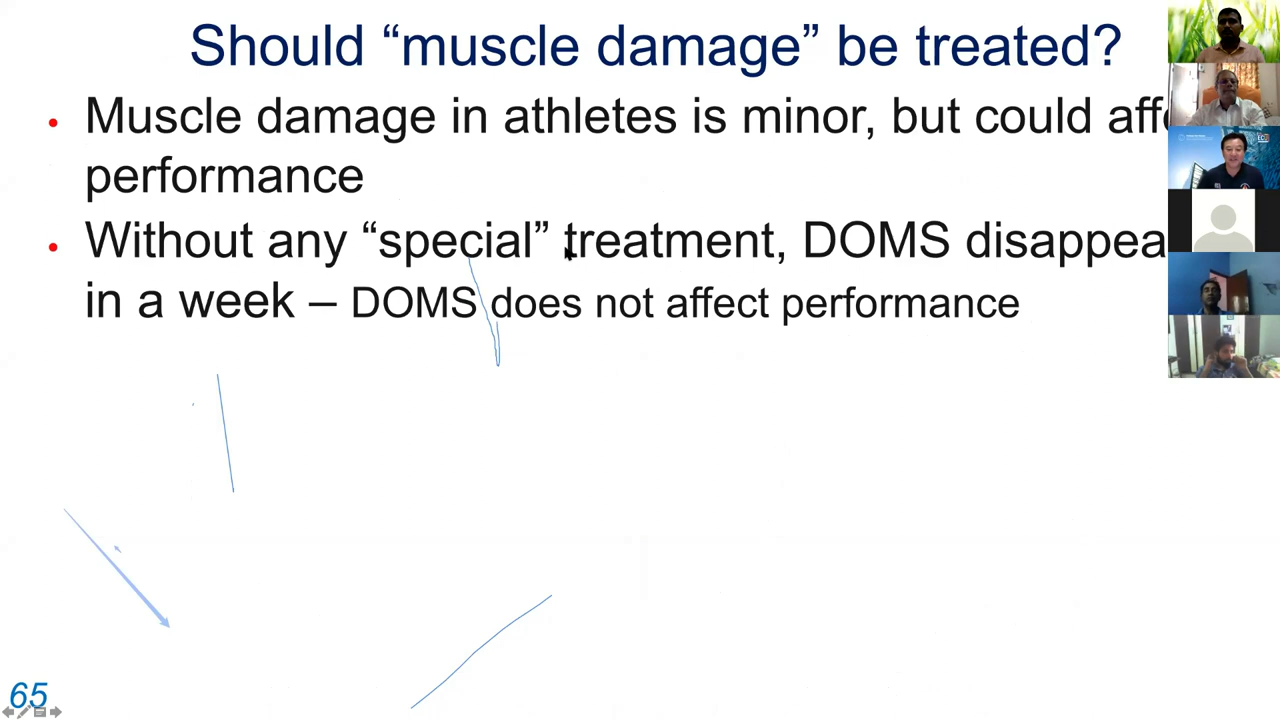 Should “muscle damage” be treated?
• Muscle damage in athletes is minor, but could aff
performance
• Without any “special” treatment, DOMS disappea
in a week – DOMS does not affect performance
65